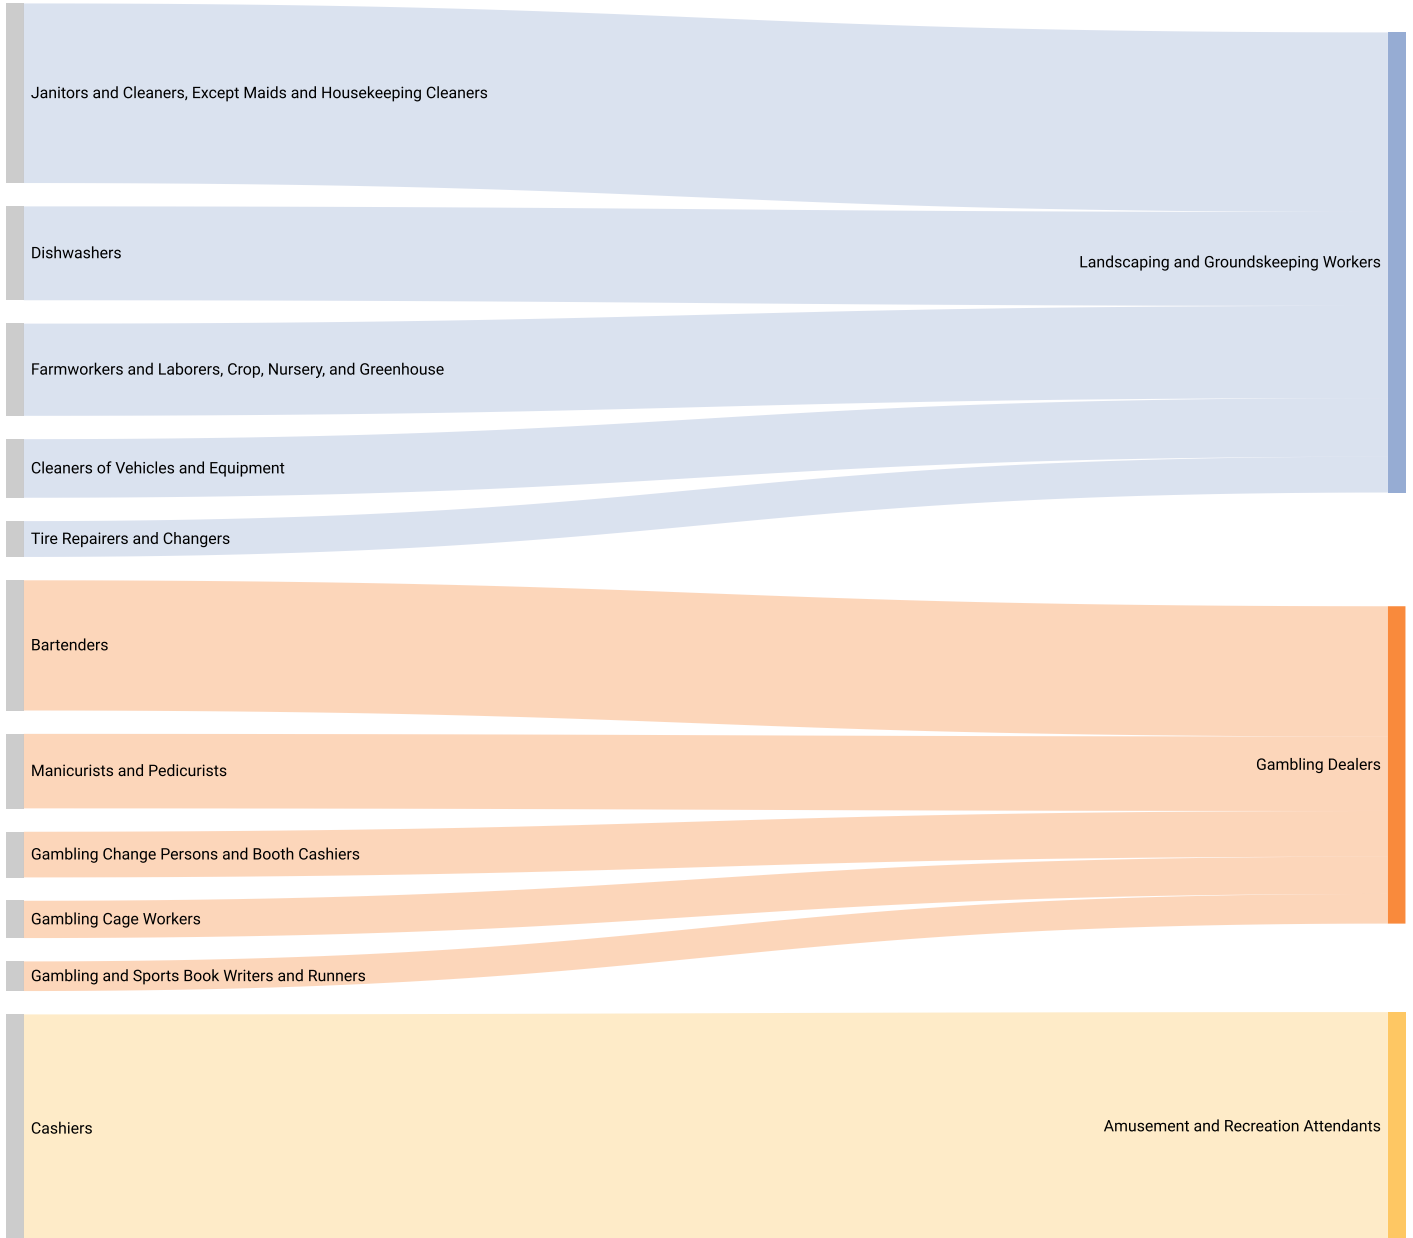 Janitors and Cleaners, Except Maids and Housekeeping Cleaners
Dishwashers
Landscaping and Groundskeeping Workers
Farmworkers and Laborers, Crop, Nursery, and Greenhouse
Cleaners of Vehicles and Equipment
Tire Repairers and Changers
Bartenders
Gambling Dealers
Manicurists and Pedicurists
Gambling Change Persons and Booth Cashiers
Gambling Cage Workers
Gambling and Sports Book Writers and Runners
Cashiers
Amusement and Recreation Attendants